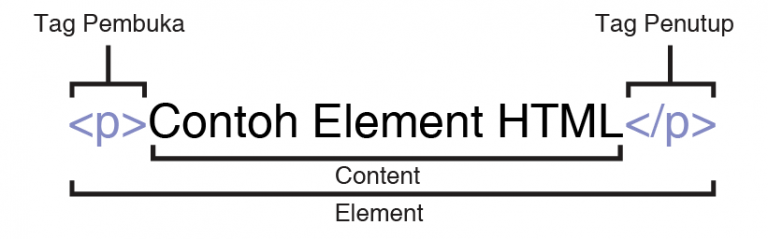 Tag Pembuka Tag Penutup
<p>Contoh Element HTML</p>
Content
Element